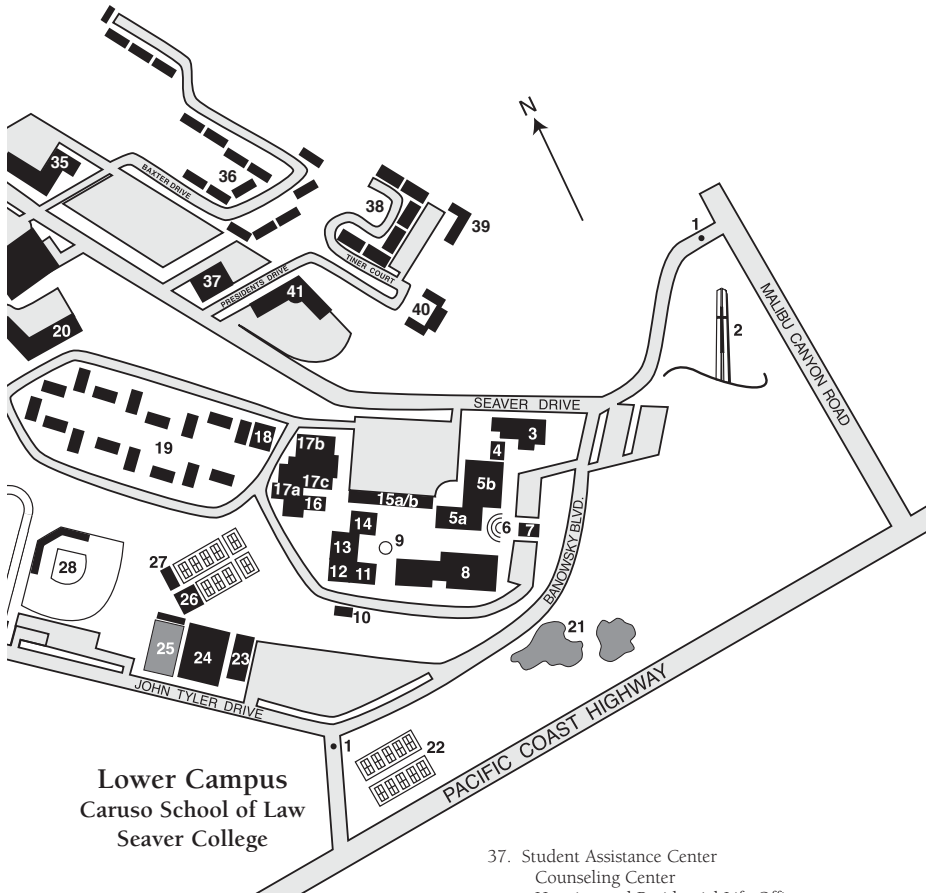 N
35
BAXTER DRIVE
36
38
39
1
37
PRESIDENTS DRIVE
TINER COURT
41
40
MALIBU CANYON ROAD
2
20
SEAVER DRIVE
19
18
17b
3
4
17c
17a
16
5b
15a/b
5a
6
7
14
9
13
12
11
8
BANOWSKY BLVD.
27
28
26
10
25
24
23
21
JOHN TYLER DRIVE
1
22
PACIFIC COAST HIGHWAY
Lower Campus
Caruso School of Law
Seaver College
37. Student Assistance Center
Counseling Center